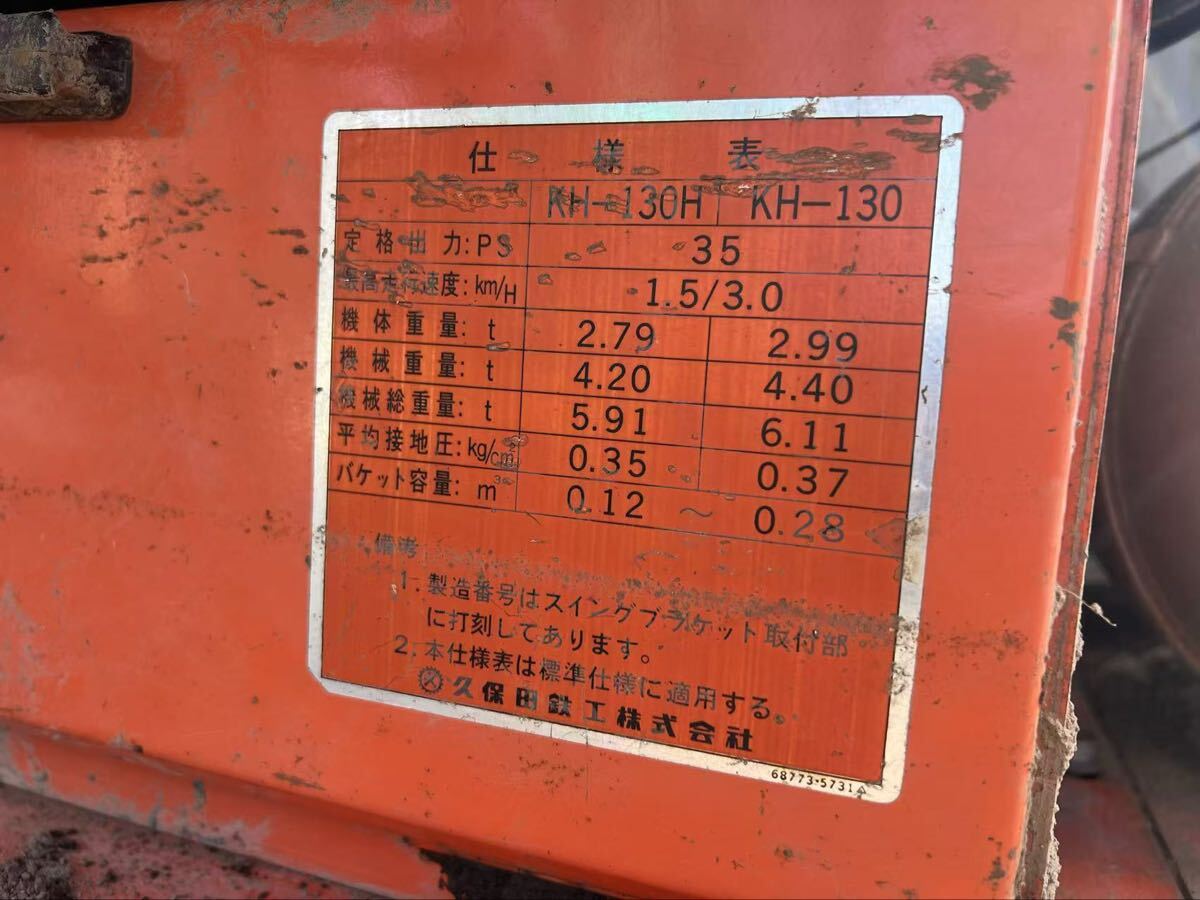 仕様表
KH-130H KH-130
定格出力:PS 35
最高走行速度:km/H 1.5/3.0
機体重量:t 2.79 2.99
機械重量:t 4.20 4.40
機械総重量:t 5.91 6.11
平均接地圧:kg/cm² 0.35 0.37
バケット容量:m³ 0.12 ～ 0.28
備考
1. 製造番号はスイングブラケット取付部
に打刻してあります。
2. 本仕様表は標準仕様に適用する。
久保田鉄工株式会社
68773-5731